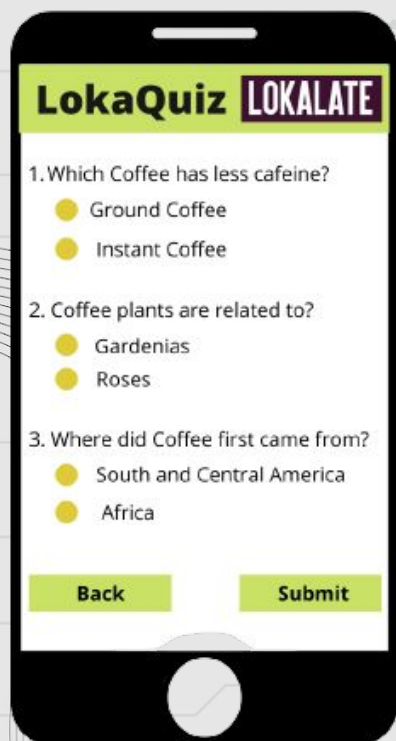 LokaQuiz LOKALATE
1. Which Coffee has less cafeine?
Ground Coffee
Instant Coffee
2. Coffee plants are related to?
Gardenias
Roses
3. Where did Coffee first came from?
South and Central America
Africa
Back Submit